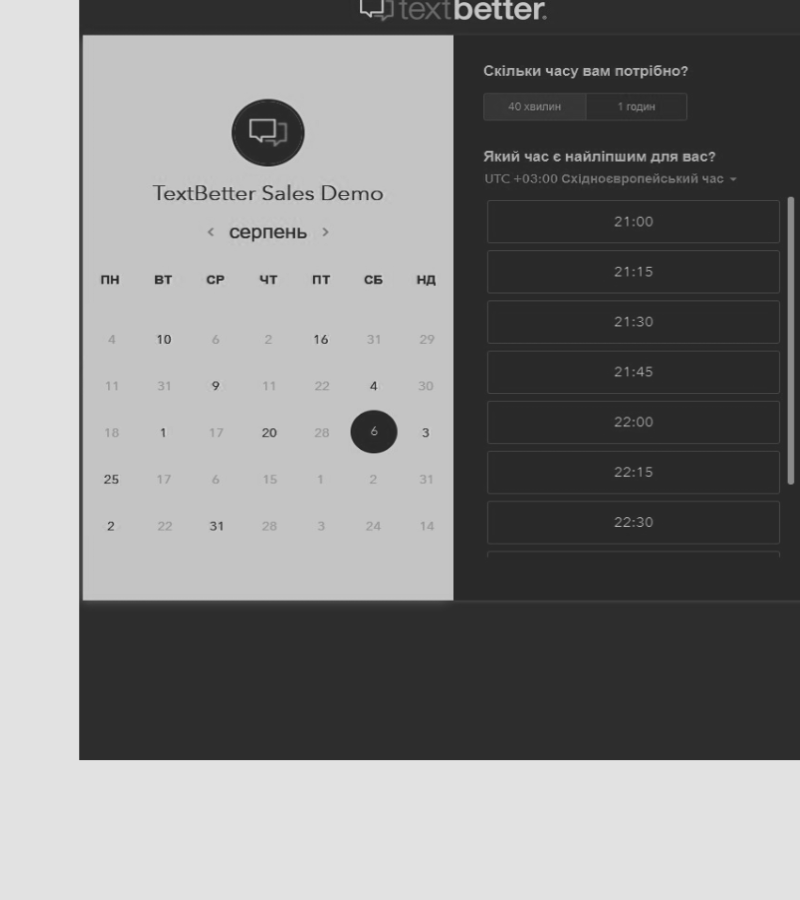 textbetter.
TextBetter Sales Demo
< серпень >
ПН ВТ СР ЧТ ПТ СБ НД
4 10 6 2 16 31 29
11 31 9 11 22 4 30
18 1 17 20 28 6 3
25 17 6 15 1 2 31
2 22 31 28 3 24 14
Скільки часу вам потрібно?
40 хвилин 1 годин
Який час є найліпшим для вас?
UTC +03:00 Східноєвропейський час
21:00
21:15
21:30
21:45
22:00
22:15
22:30